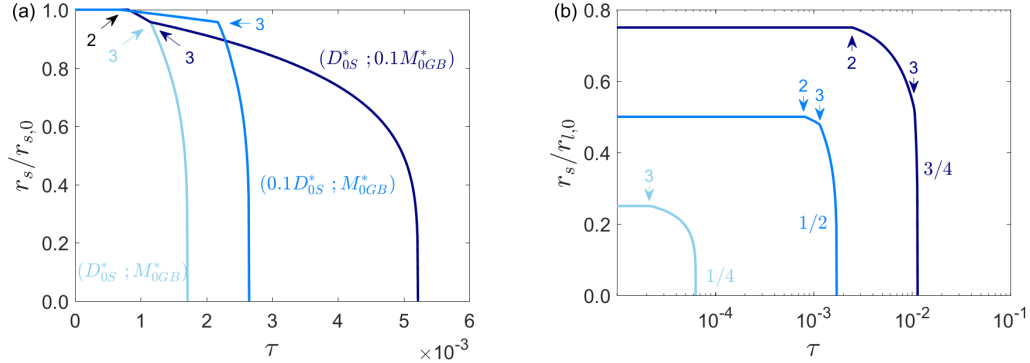 (a)
r_s/r_{s,0}
1.0
0.8
0.6
0.4
0.2
0.0
2
3
3
3
(D^*_{0S} ; 0.1M^*_{0GB})
(0.1D^*_{0S} ; M^*_{0GB})
(D^*_{0S} ; M^*_{0GB})
0 1 2 3 4 5 6
τ
×10^{-3}
(b)
r_s/r_{l,0}
0.8
0.6
0.4
0.2
0.0
2
3
2
3
3
3/4
1/2
1/4
10^{-4} 10^{-3} 10^{-2} 10^{-1}
τ